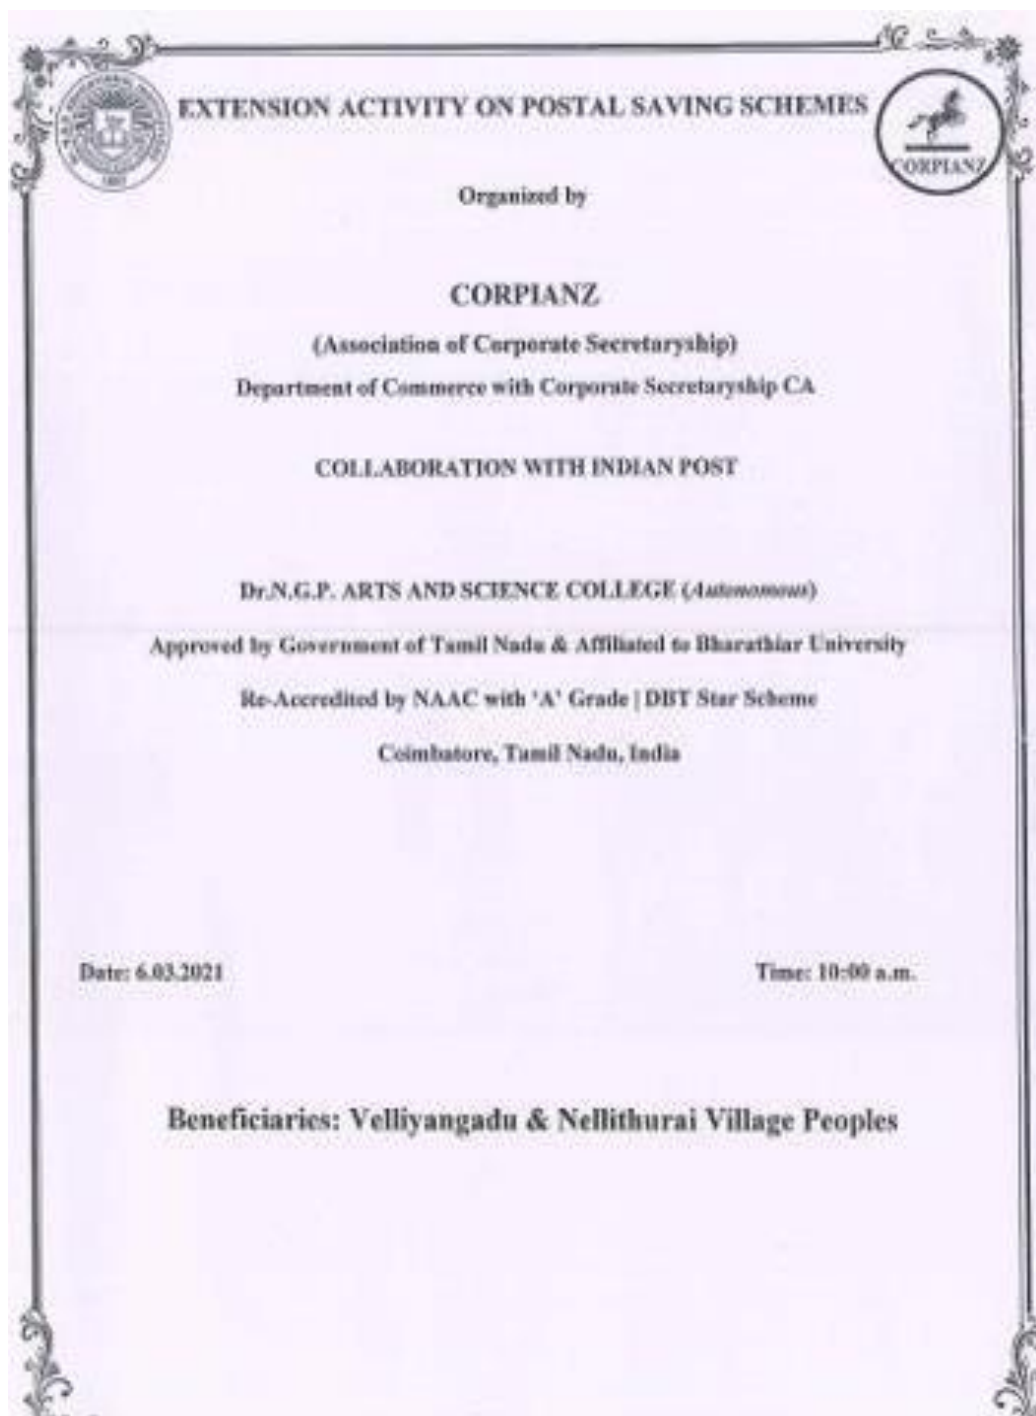 EXTENSION ACTIVITY ON POSTAL SAVING SCHEMES
CORPIANZ
Organized by
CORPIANZ
(Association of Corporate Secretaryship)
Department of Commerce with Corporate Secretaryship CA
COLLABORATION WITH INDIAN POST
Dr.N.G.P. ARTS AND SCIENCE COLLEGE (Autonomous)
Approved by Government of Tamil Nadu & Affiliated to Bharathiar University
Re-Accredited by NAAC with 'A' Grade | DBT Star Scheme
Coimbatore, Tamil Nadu, India
Date: 6.03.2021 Time: 10:00 a.m.
Beneficiaries: Velliyangadu & Nellithurai Village Peoples